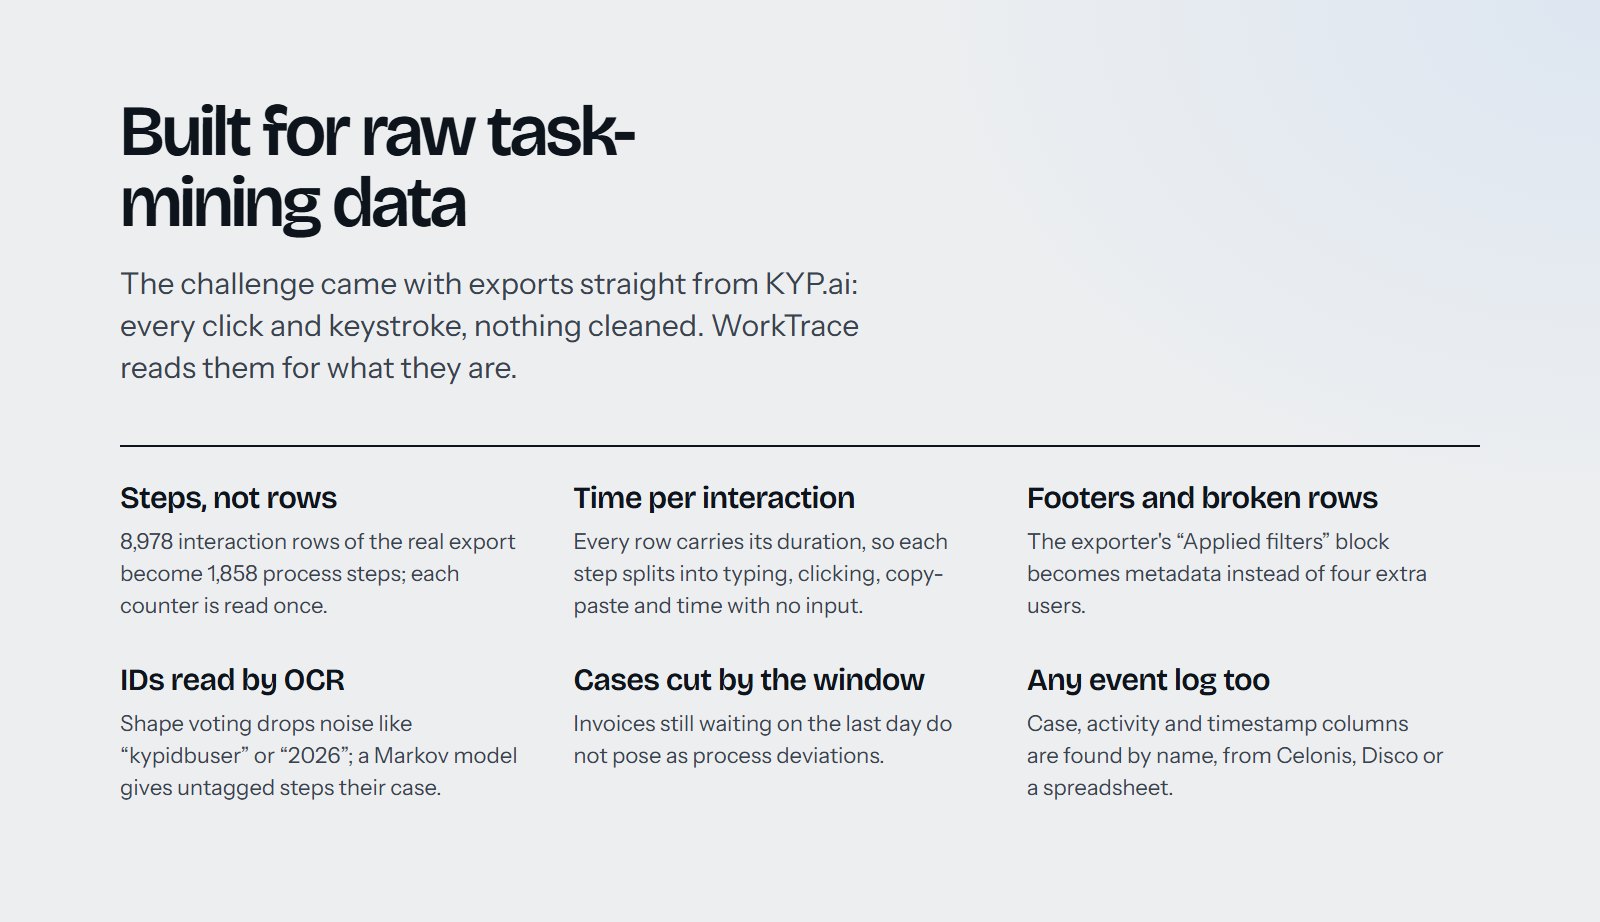 Built for raw task-
mining data
The challenge came with exports straight from KYP.ai:
every click and keystroke, nothing cleaned. WorkTrace
reads them for what they are.
Steps, not rows
8,978 interaction rows of the real export
become 1,858 process steps; each
counter is read once.
Time per interaction
Every row carries its duration, so each
step splits into typing, clicking, copy-
paste and time with no input.
Footers and broken rows
The exporter's “Applied filters” block
becomes metadata instead of four extra
users.
IDs read by OCR
Shape voting drops noise like
“kypidbuser” or “2026”; a Markov model
gives untagged steps their case.
Cases cut by the window
Invoices still waiting on the last day do
not pose as process deviations.
Any event log too
Case, activity and timestamp columns
are found by name, from Celonis, Disco or
a spreadsheet.